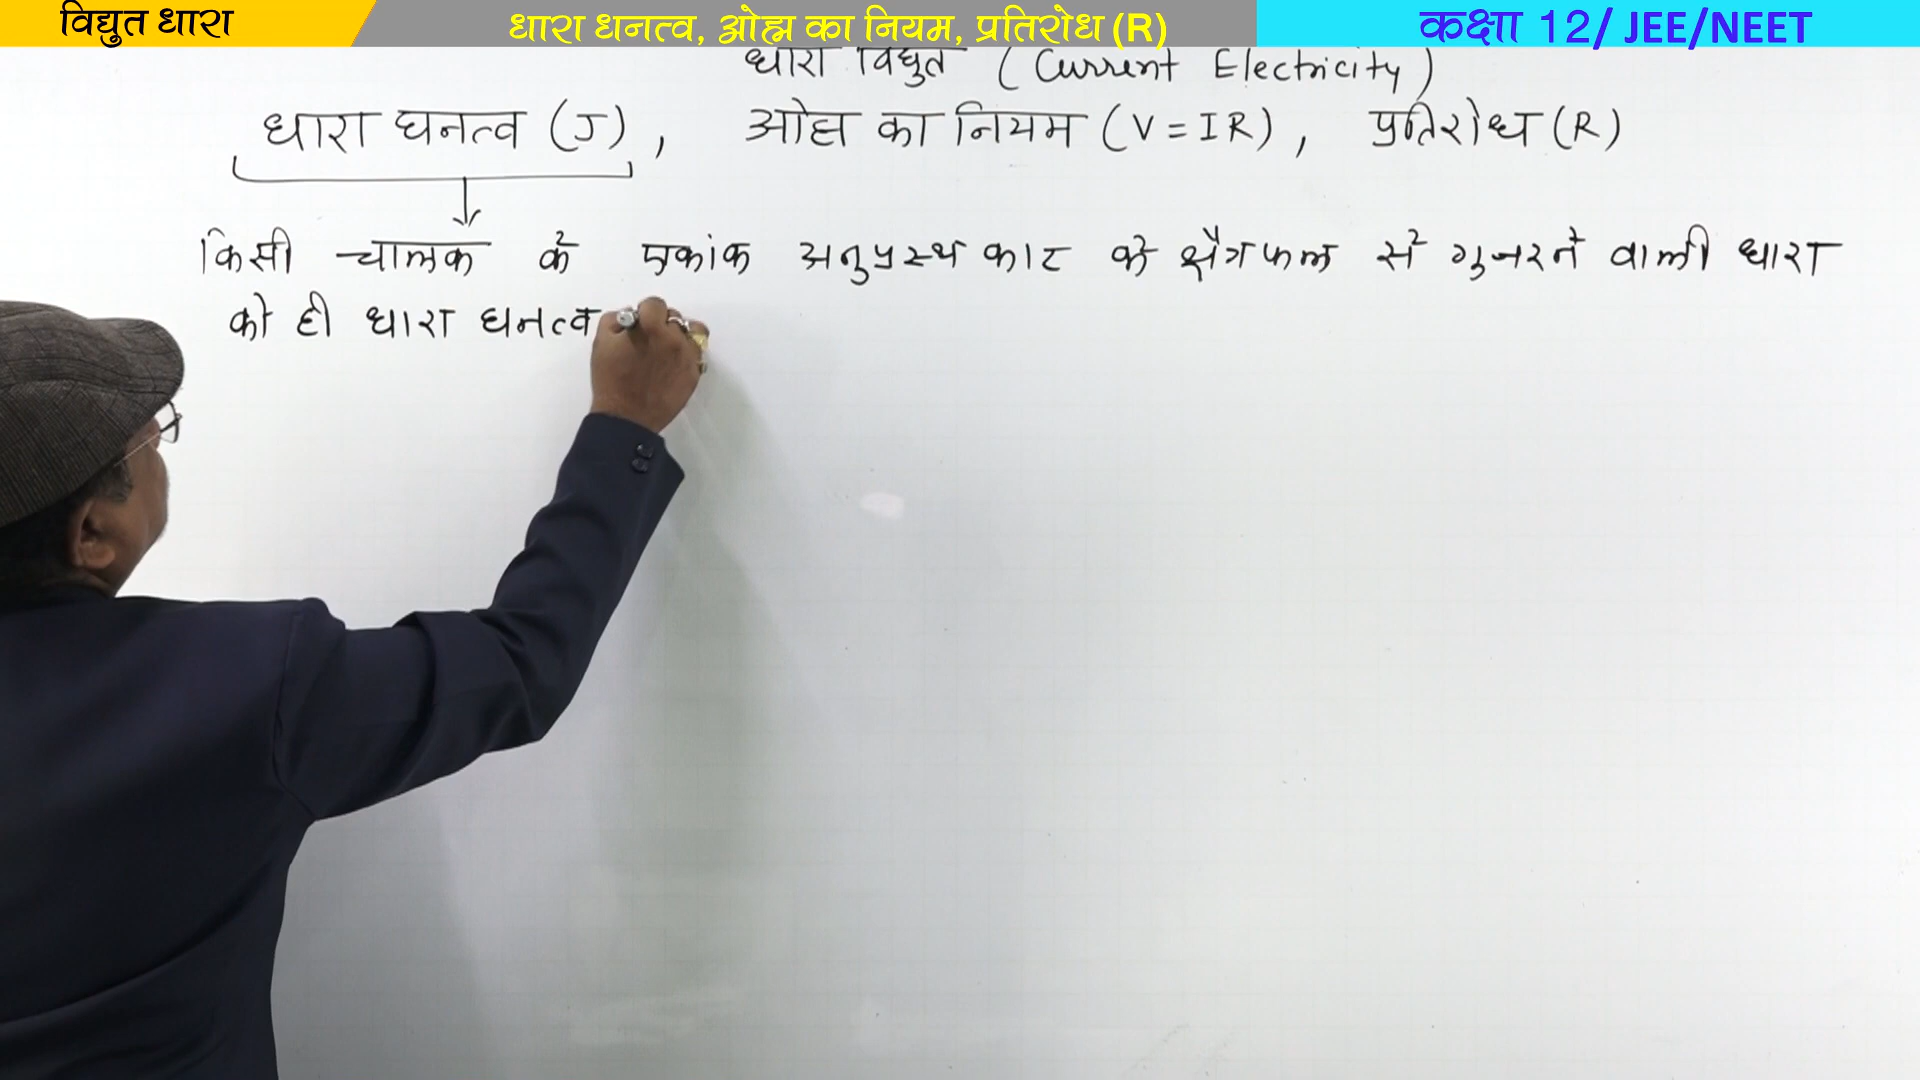 विद्युत धारा
धारा घनत्व, ओह्म का नियम, प्रतिरोध (R)
कक्षा 12/ JEE/NEET
धारा विद्युत (Current Electricity)
धारा घनत्व (J), ओह्म का नियम (V=IR), प्रतिरोध (R)
किसी चालक के एकांक अनुप्रस्थ काट के क्षेत्रफल से गुजरने वाली धारा
को ही धारा घनत्व